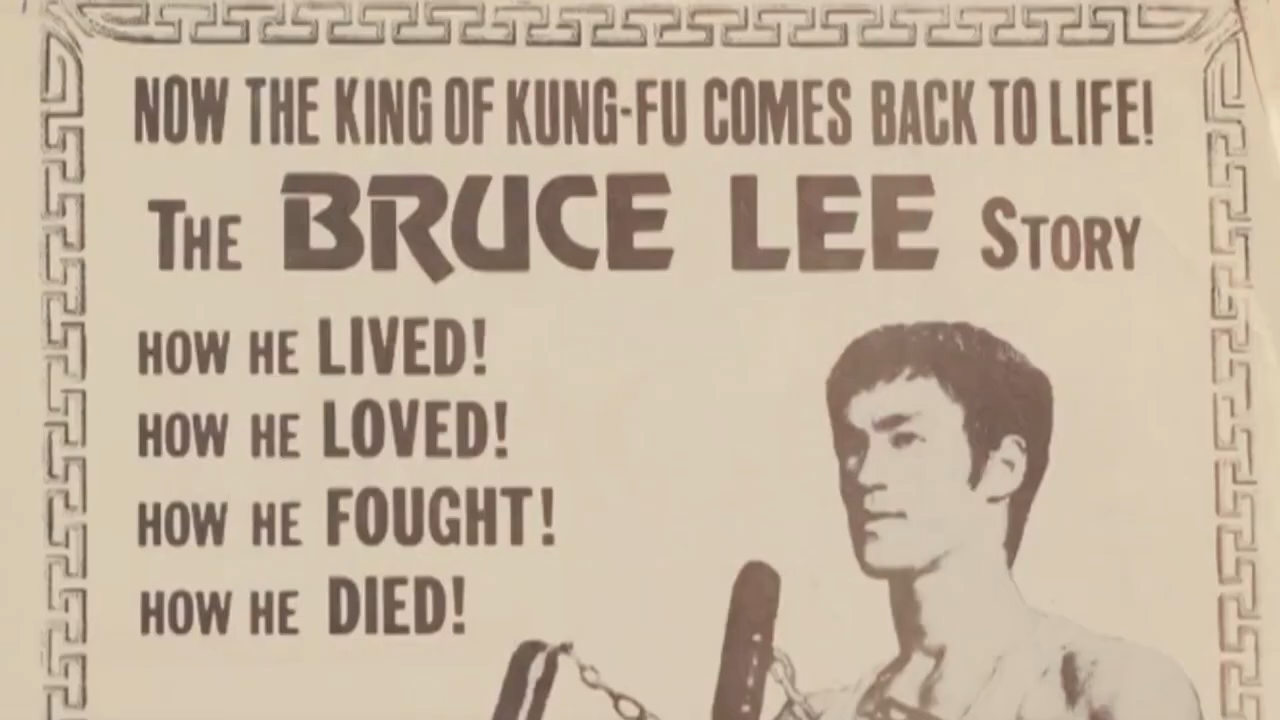 NOW THE KING OF KUNG-FU COMES BACK TO LIFE!
THE BRUCE LEE STORY
HOW HE LIVED!
HOW HE LOVED!
HOW HE FOUGHT!
HOW HE DIED!